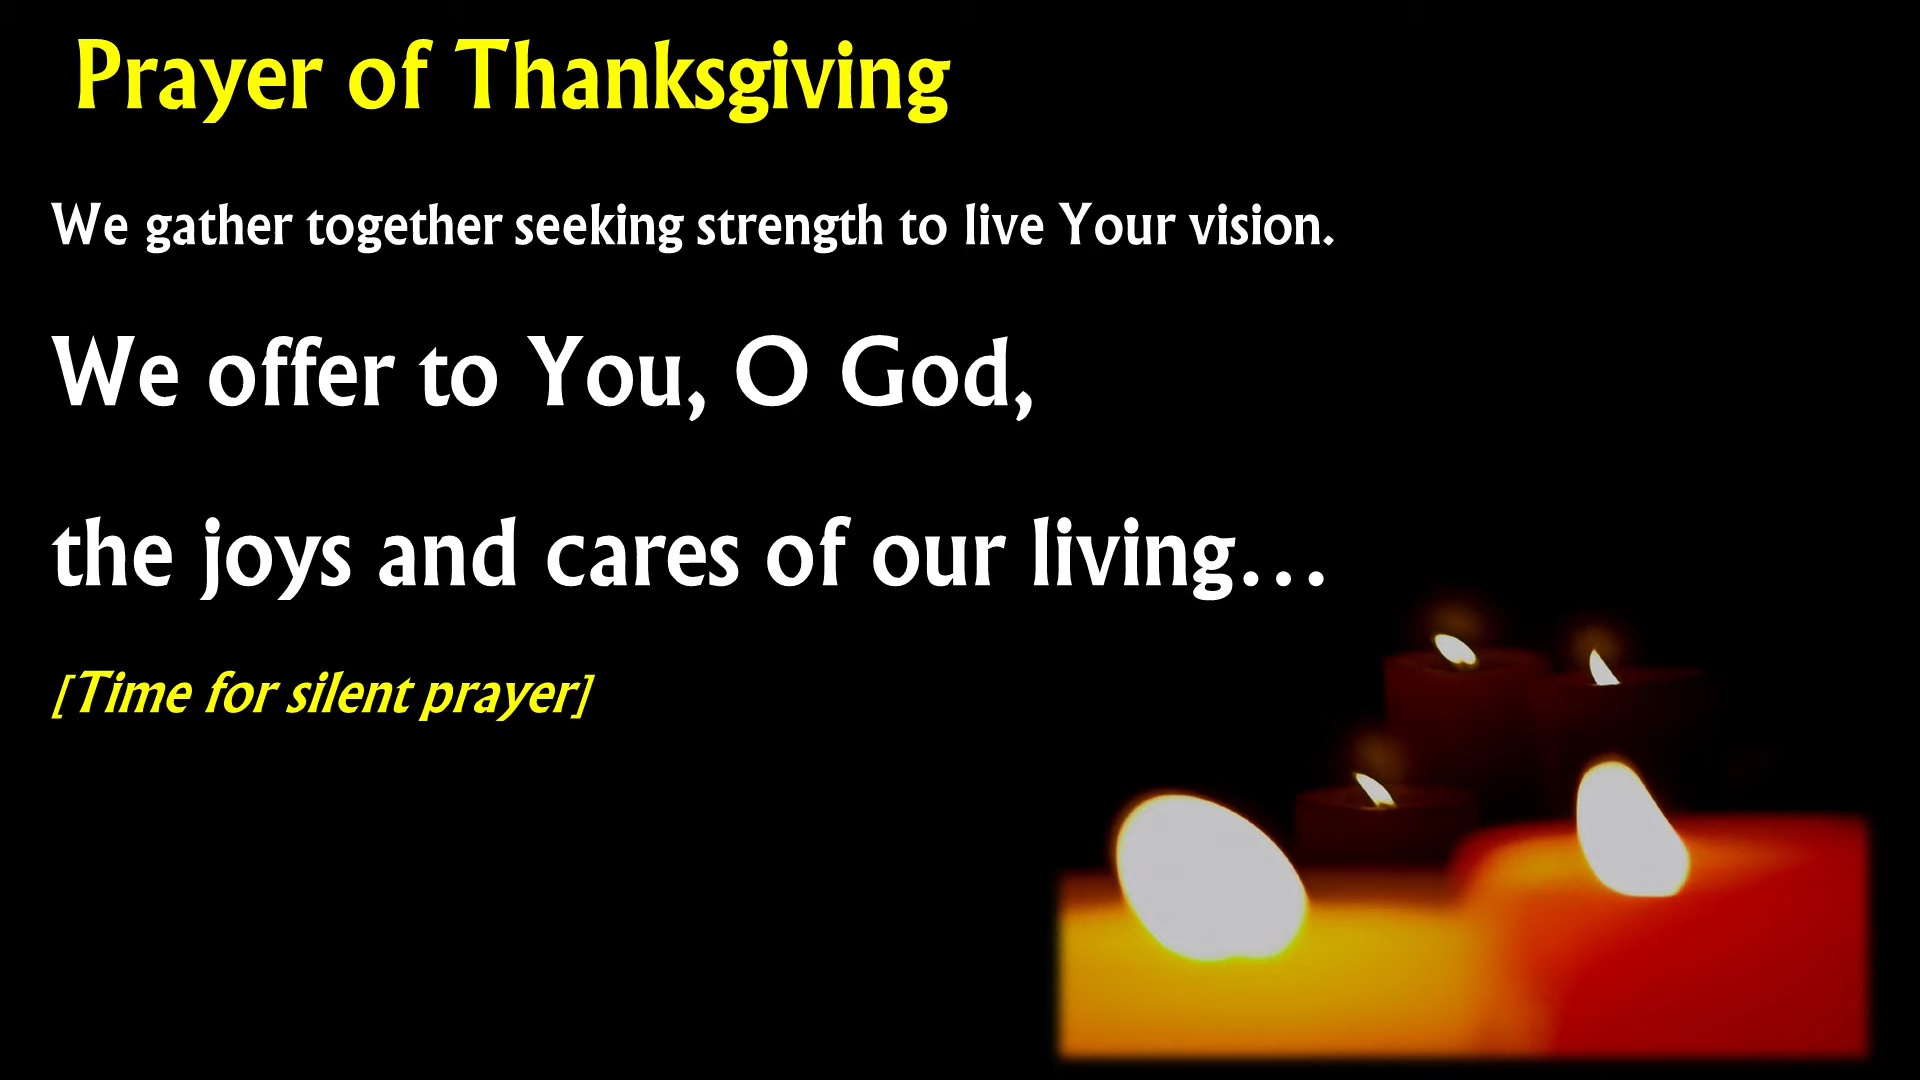 Prayer of Thanksgiving
We gather together seeking strength to live Your vision.
We offer to You, O God,
the joys and cares of our living…
[Time for silent prayer]